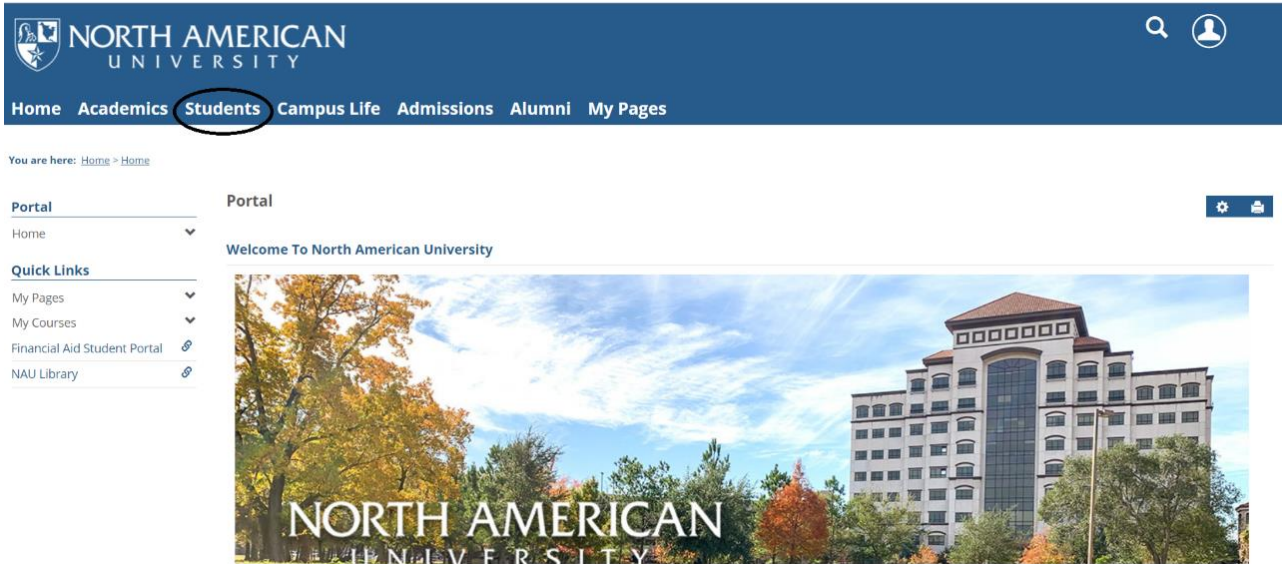 NORTH AMERICAN
UNIVERSITY
Home Academics Students Campus Life Admissions Alumni My Pages
You are here: Home > Home
Portal
Home
Quick Links
My Pages
My Courses
Financial Aid Student Portal
NAU Library
Portal
Welcome To North American University
NORTH AMERICAN
UNIVERSITY